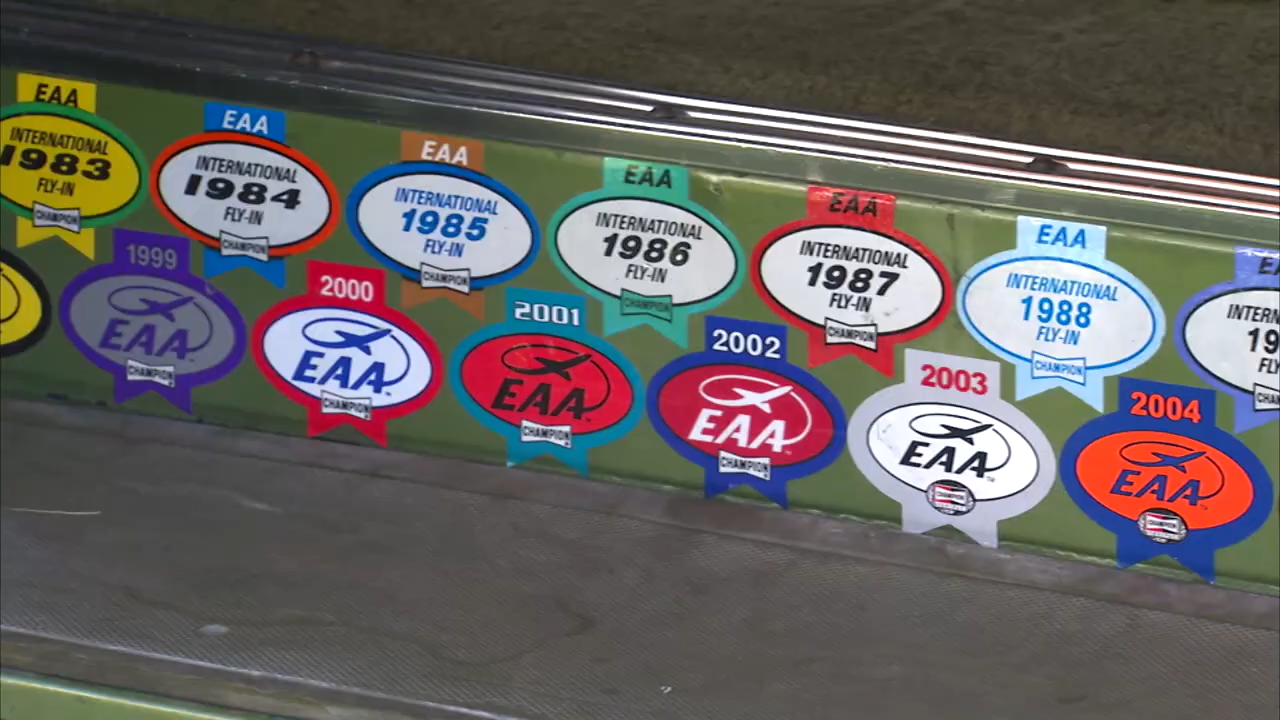 EAA
INTERNATIONAL
1983
FLY-IN
CHAMPION
EAA
INTERNATIONAL
1984
FLY-IN
CHAMPION
EAA
INTERNATIONAL
1985
FLY-IN
CHAMPION
EAA
INTERNATIONAL
1986
FLY-IN
CHAMPION
EAA
INTERNATIONAL
1987
FLY-IN
CHAMPION
EAA
INTERNATIONAL
1988
FLY-IN
CHAMPION
1999
EAA
CHAMPION
2000
EAA
CHAMPION
2001
EAA
CHAMPION
2002
EAA
CHAMPION
2003
EAA
CHAMPION
2004
EAA
CHAMPION